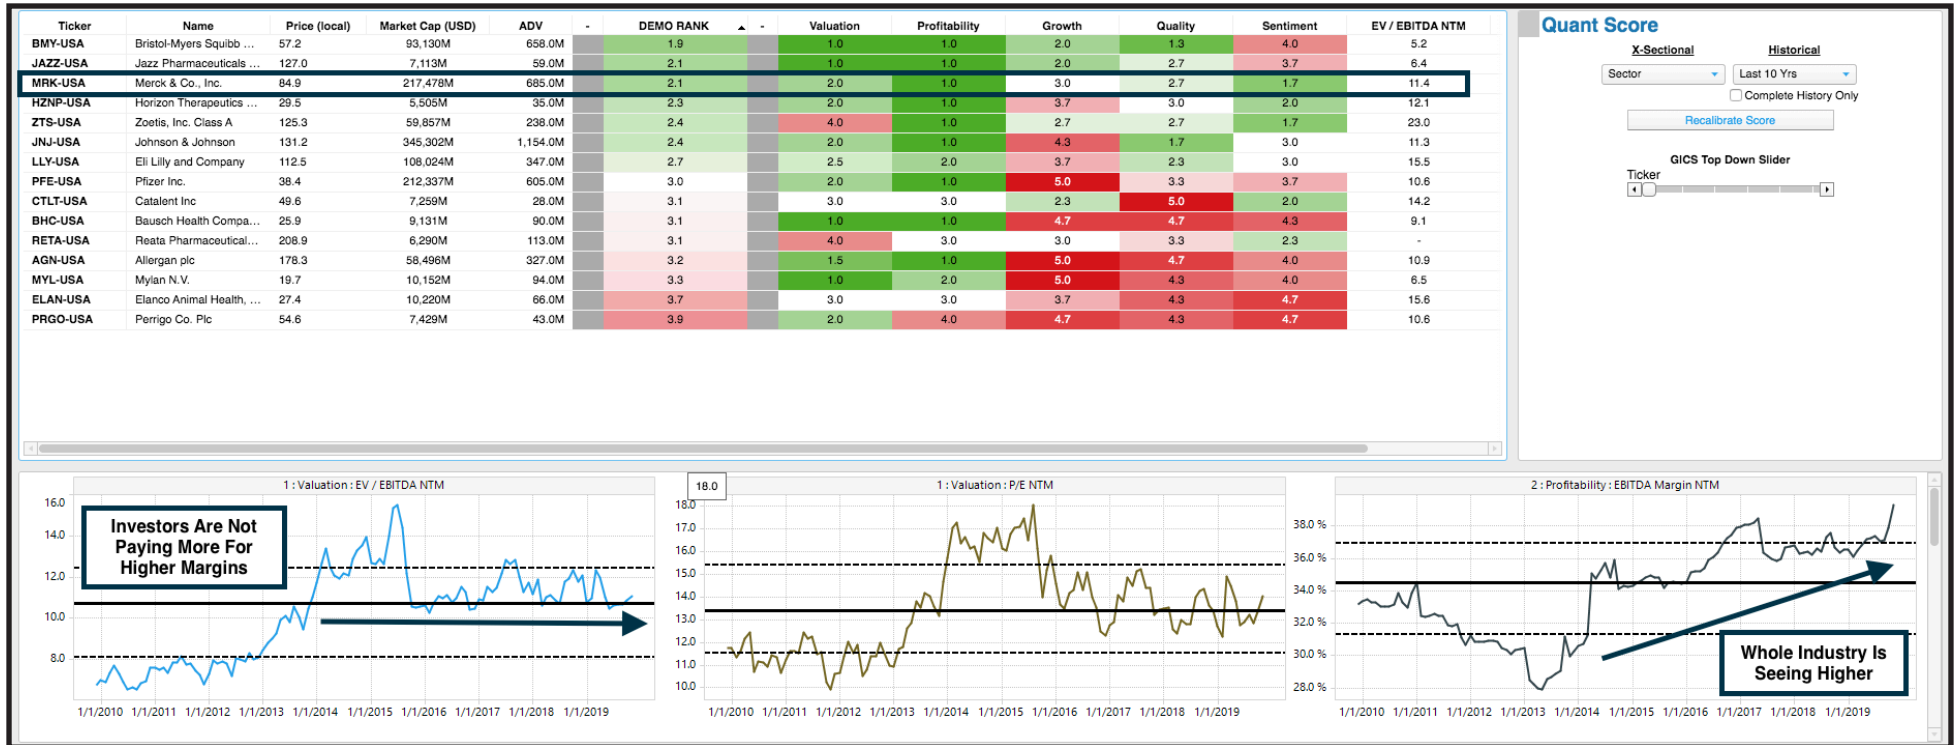 Ticker Name Price (local) Market Cap (USD) ADV - DEMO RANK - Valuation Profitability Growth Quality Sentiment EV / EBITDA NTM
BMY-USA Bristol-Myers Squibb ... 57.2 93,130M 658.0M 1.9 1.0 1.0 2.0 1.3 4.0 5.2
JAZZ-USA Jazz Pharmaceuticals ... 127.0 7,113M 59.0M 2.1 1.0 1.0 2.0 2.7 3.7 6.4
MRK-USA Merck & Co., Inc. 84.9 217,478M 685.0M 2.1 2.0 1.0 3.0 2.7 1.7 11.4
HZNP-USA Horizon Therapeutics ... 29.5 5,505M 35.0M 2.3 2.0 1.0 3.7 3.0 2.0 12.1
ZTS-USA Zoetis, Inc. Class A 125.3 59,857M 238.0M 2.4 4.0 1.0 2.7 2.7 1.7 23.0
JNJ-USA Johnson & Johnson 131.2 345,302M 1,154.0M 2.4 2.0 1.0 4.3 1.7 3.0 11.3
LLY-USA Eli Lilly and Company 112.5 108,024M 347.0M 2.7 2.5 2.0 3.7 2.3 3.0 15.5
PFE-USA Pfizer Inc. 38.4 212,337M 605.0M 3.0 2.0 1.0 5.0 3.3 3.7 10.6
CTLT-USA Catalent Inc 49.6 7,259M 28.0M 3.1 3.0 3.0 2.3 5.0 2.0 14.2
BHC-USA Bausch Health Compa... 25.9 9,131M 90.0M 3.1 1.0 1.0 4.7 4.7 4.3 9.1
RETA-USA Reata Pharmaceutical... 208.9 6,290M 113.0M 3.1 4.0 3.0 3.0 3.3 2.3 -
AGN-USA Allergan plc 178.3 58,496M 327.0M 3.2 1.5 1.0 5.0 4.7 4.0 10.9
MYL-USA Mylan N.V. 19.7 10,152M 94.0M 3.3 1.0 2.0 5.0 4.3 4.0 6.5
ELAN-USA Elanco Animal Health, ... 27.4 10,220M 66.0M 3.7 3.0 3.0 3.7 4.3 4.7 15.6
PRGO-USA Perrigo Co. Plc 54.6 7,429M 43.0M 3.9 2.0 4.0 4.7 4.3 4.7 10.6
Quant Score
X-Sectional Historical
Sector Last 10 Yrs
Complete History Only
Recalibrate Score
GICS Top Down Slider
Ticker
1 : Valuation : EV / EBITDA NTM
16.0
14.0
12.0
10.0
8.0
Investors Are Not
Paying More For
Higher Margins
1/1/2010 1/1/2011 1/1/2012 1/1/2013 1/1/2014 1/1/2015 1/1/2016 1/1/2017 1/1/2018 1/1/2019
1 : Valuation : P/E NTM
18.0
18.0
17.0
16.0
15.0
14.0
13.0
12.0
11.0
10.0
1/1/2010 1/1/2011 1/1/2012 1/1/2013 1/1/2014 1/1/2015 1/1/2016 1/1/2017 1/1/2018 1/1/2019
2 : Profitability : EBITDA Margin NTM
38.0 %
36.0 %
34.0 %
32.0 %
30.0 %
28.0 %
Whole Industry Is
Seeing Higher
1/1/2010 1/1/2011 1/1/2012 1/1/2013 1/1/2014 1/1/2015 1/1/2016 1/1/2017 1/1/2018 1/1/2019